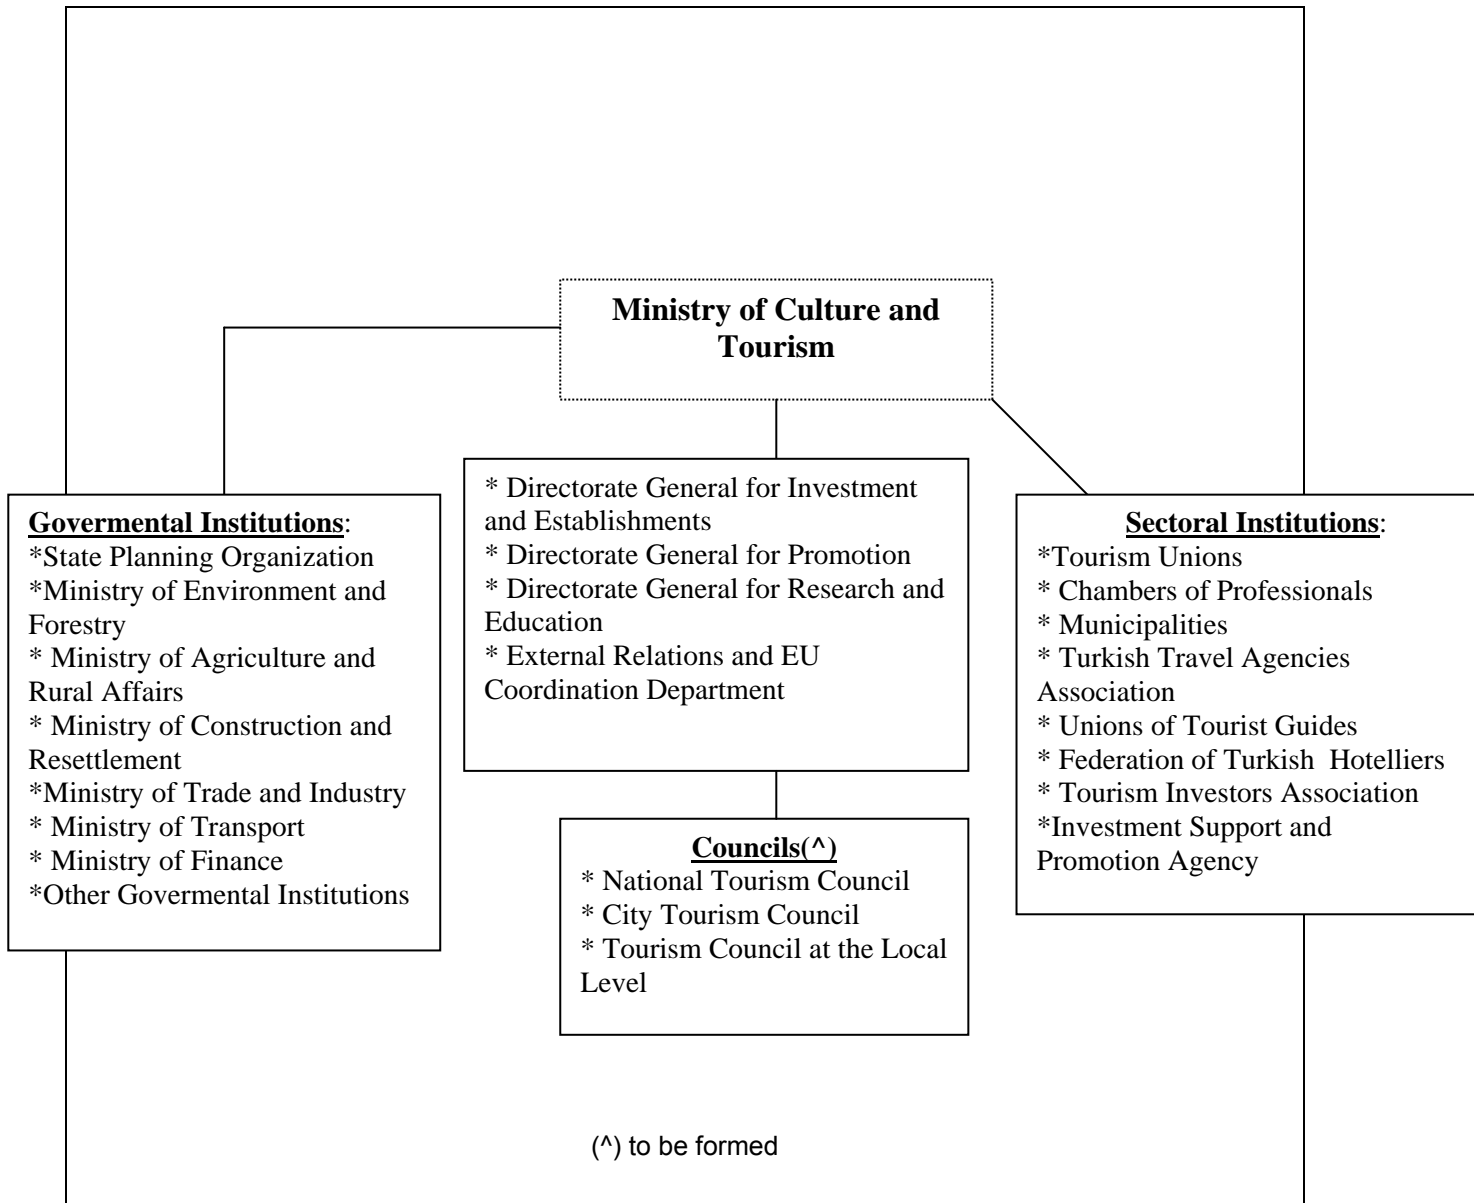 Ministry of Culture and
Tourism
Govermental Institutions:
*State Planning Organization
*Ministry of Environment and
Forestry
* Ministry of Agriculture and
Rural Affairs
* Ministry of Construction and
Resettlement
*Ministry of Trade and Industry
* Ministry of Transport
* Ministry of Finance
*Other Govermental Institutions
* Directorate General for Investment
and Establishments
* Directorate General for Promotion
* Directorate General for Research and
Education
* External Relations and EU
Coordination Department
Councils(^)
* National Tourism Council
* City Tourism Council
* Tourism Council at the Local
Level
Sectoral Institutions:
*Tourism Unions
* Chambers of Professionals
* Municipalities
* Turkish Travel Agencies
Association
* Unions of Tourist Guides
* Federation of Turkish  Hotelliers
* Tourism Investors Association
*Investment Support and
Promotion Agency
(^) to be formed